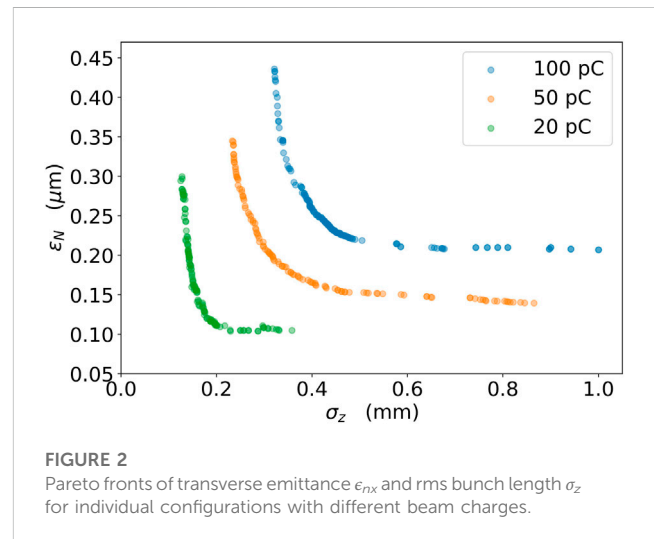 0.45
0.40
0.35
0.30
0.25
0.20
0.15
0.10
0.05
ϵ_N (μm)
100 pC
50 pC
20 pC
0.0 0.2 0.4 0.6 0.8 1.0
σ_z (mm)
FIGURE 2
Pareto fronts of transverse emittance ϵ_nx and rms bunch length σ_z
for individual configurations with different beam charges.